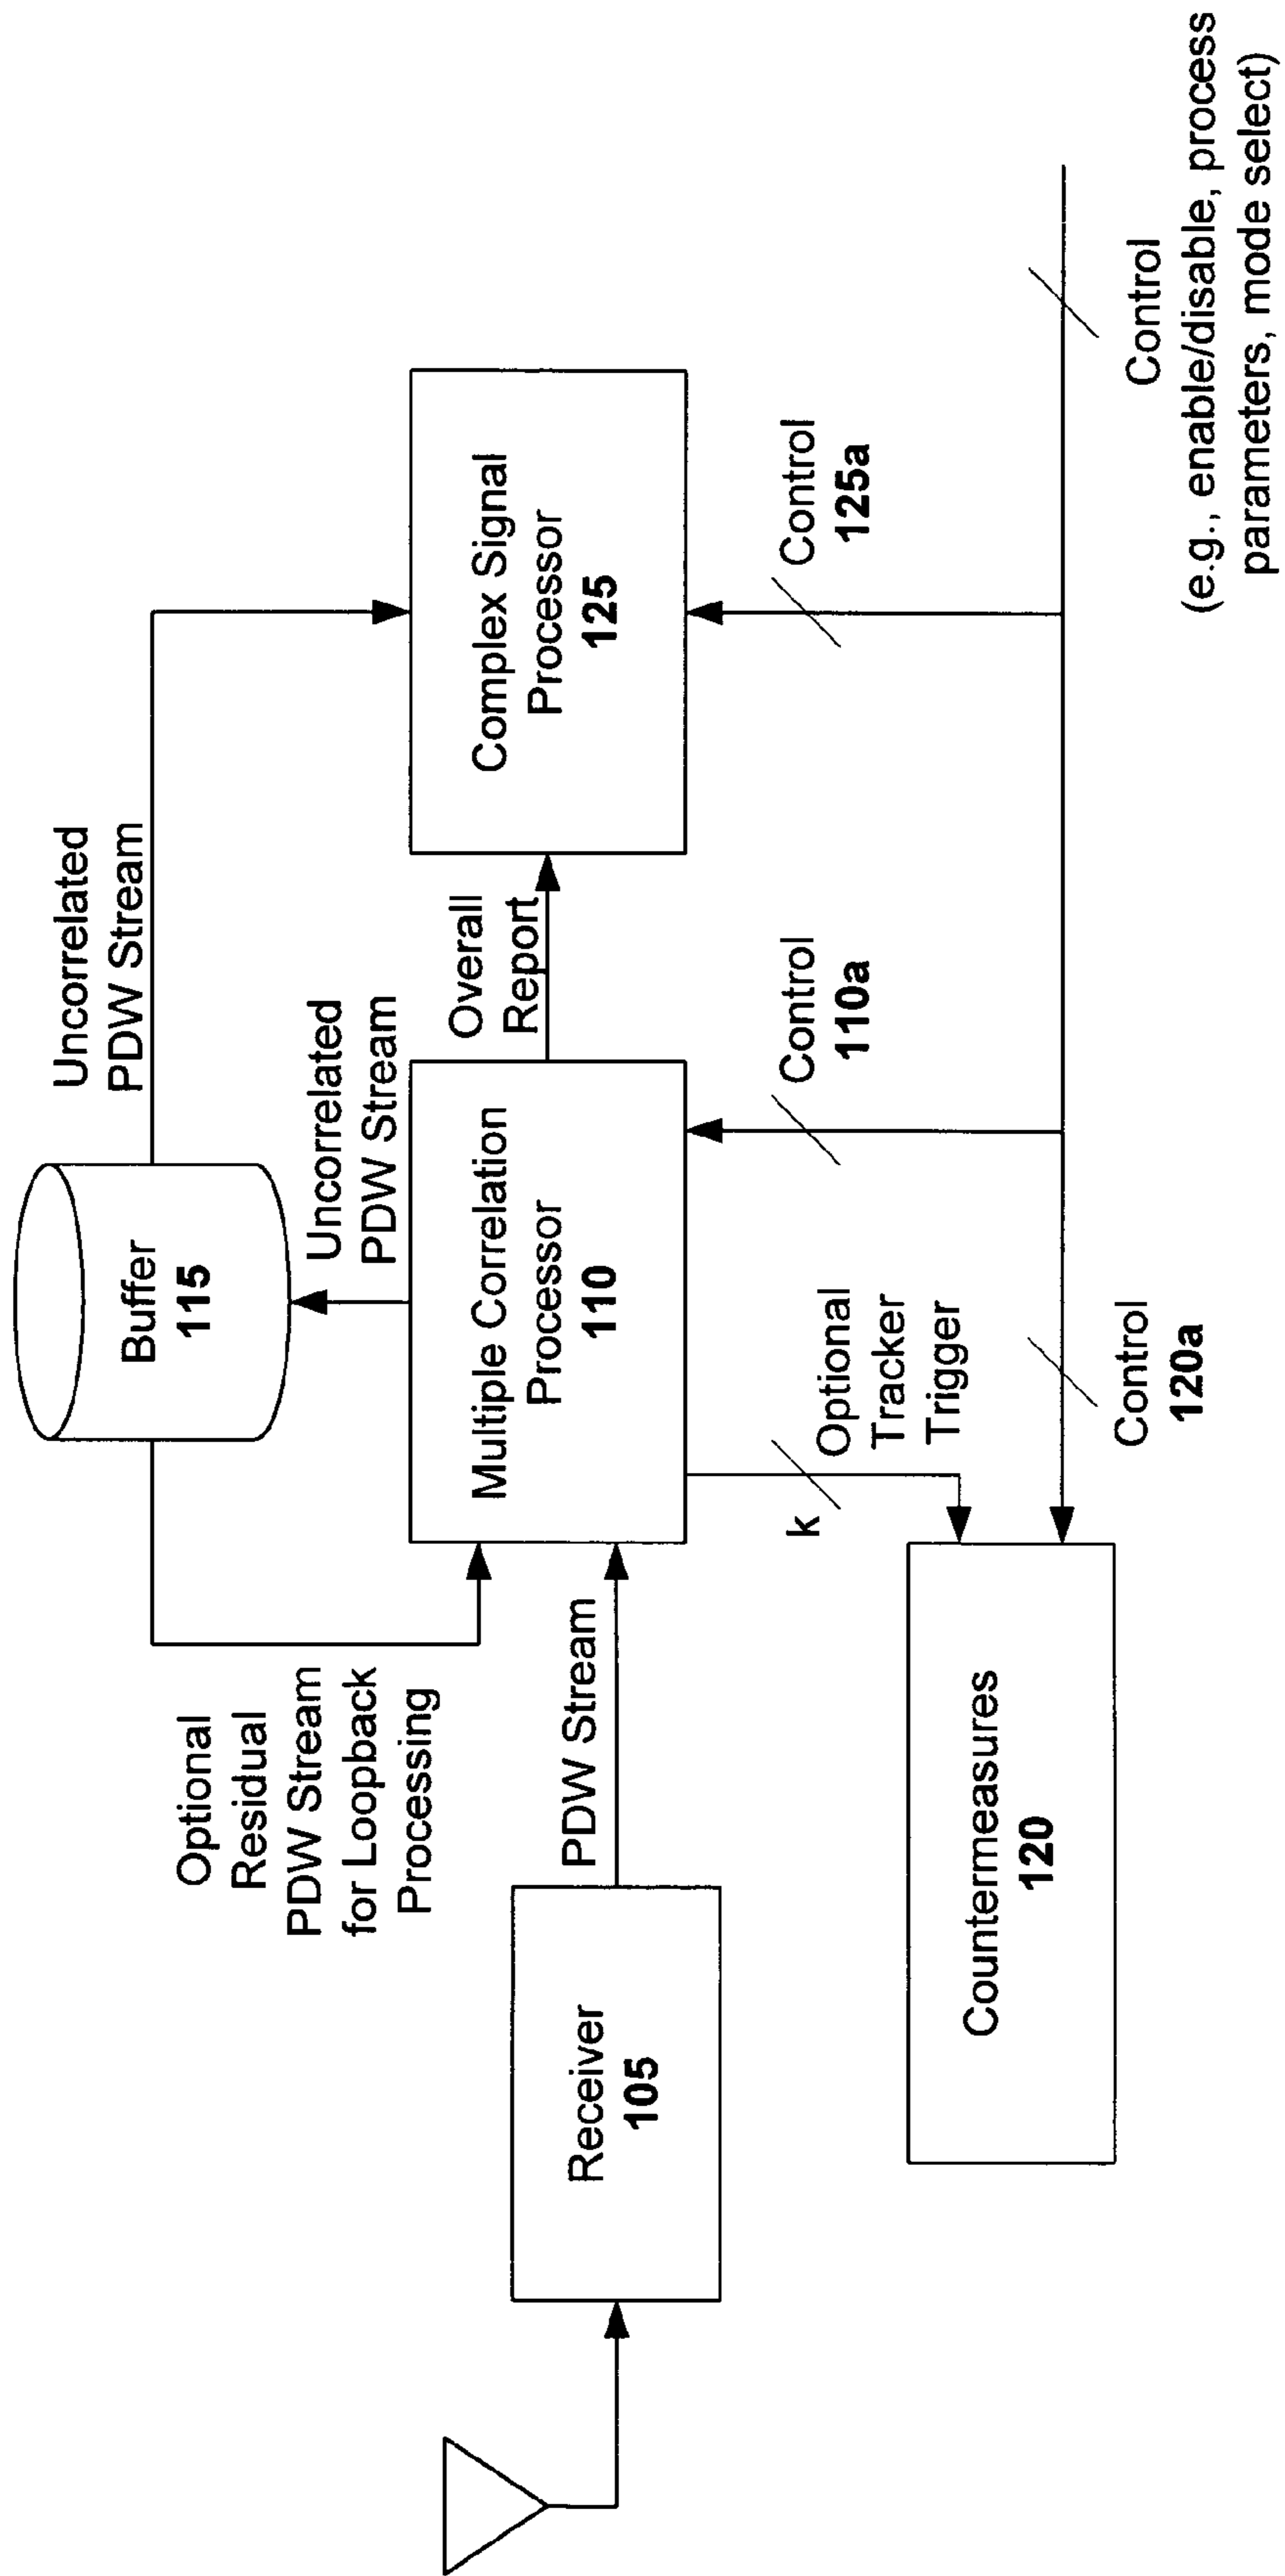 Uncorrelated
PDW Stream
Buffer
115
Optional
Residual
PDW Stream
for Loopback
Processing
Uncorrelated
PDW Stream
Overall
Report
Complex Signal
Processor
125
Multiple Correlation
Processor
110
PDW Stream
Receiver
105
k
Optional
Tracker
Trigger
Control
110a
Control
125a
Countermeasures
120
Control
120a
Control
(e.g., enable/disable, process
parameters, mode select)